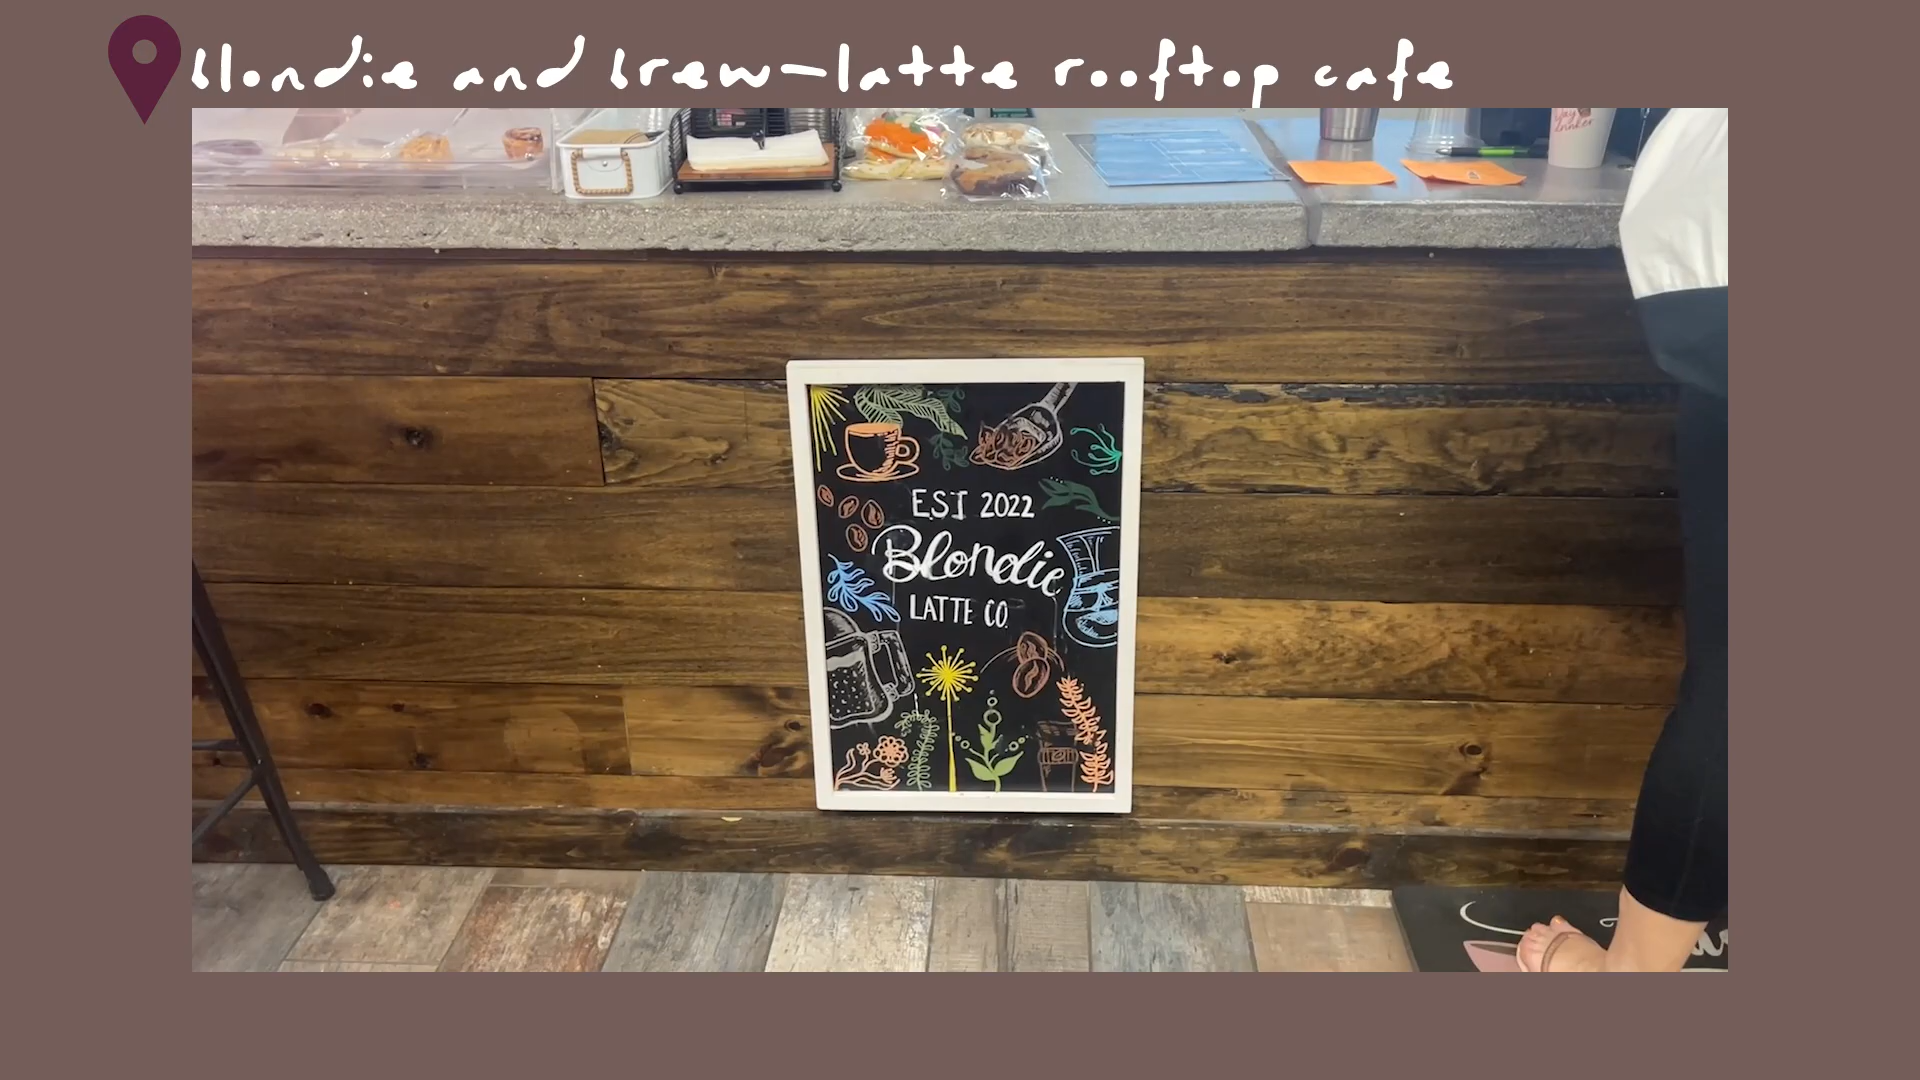 blondie and brew-latte rooftop cafe
EST 2022
Blondie
LATTE CO.